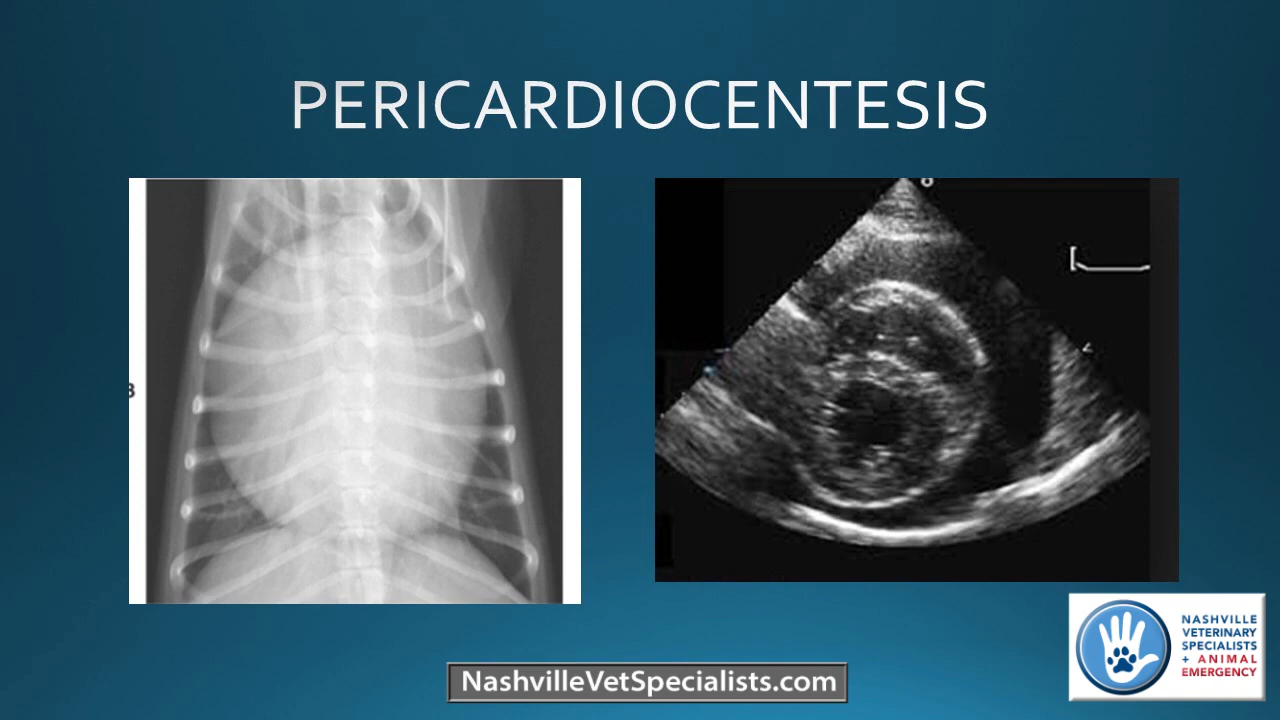 PERICARDIOCENTESIS
NASHVILLE
VETERINARY
SPECIALISTS
+ ANIMAL
EMERGENCY
NashvilleVetSpecialists.com